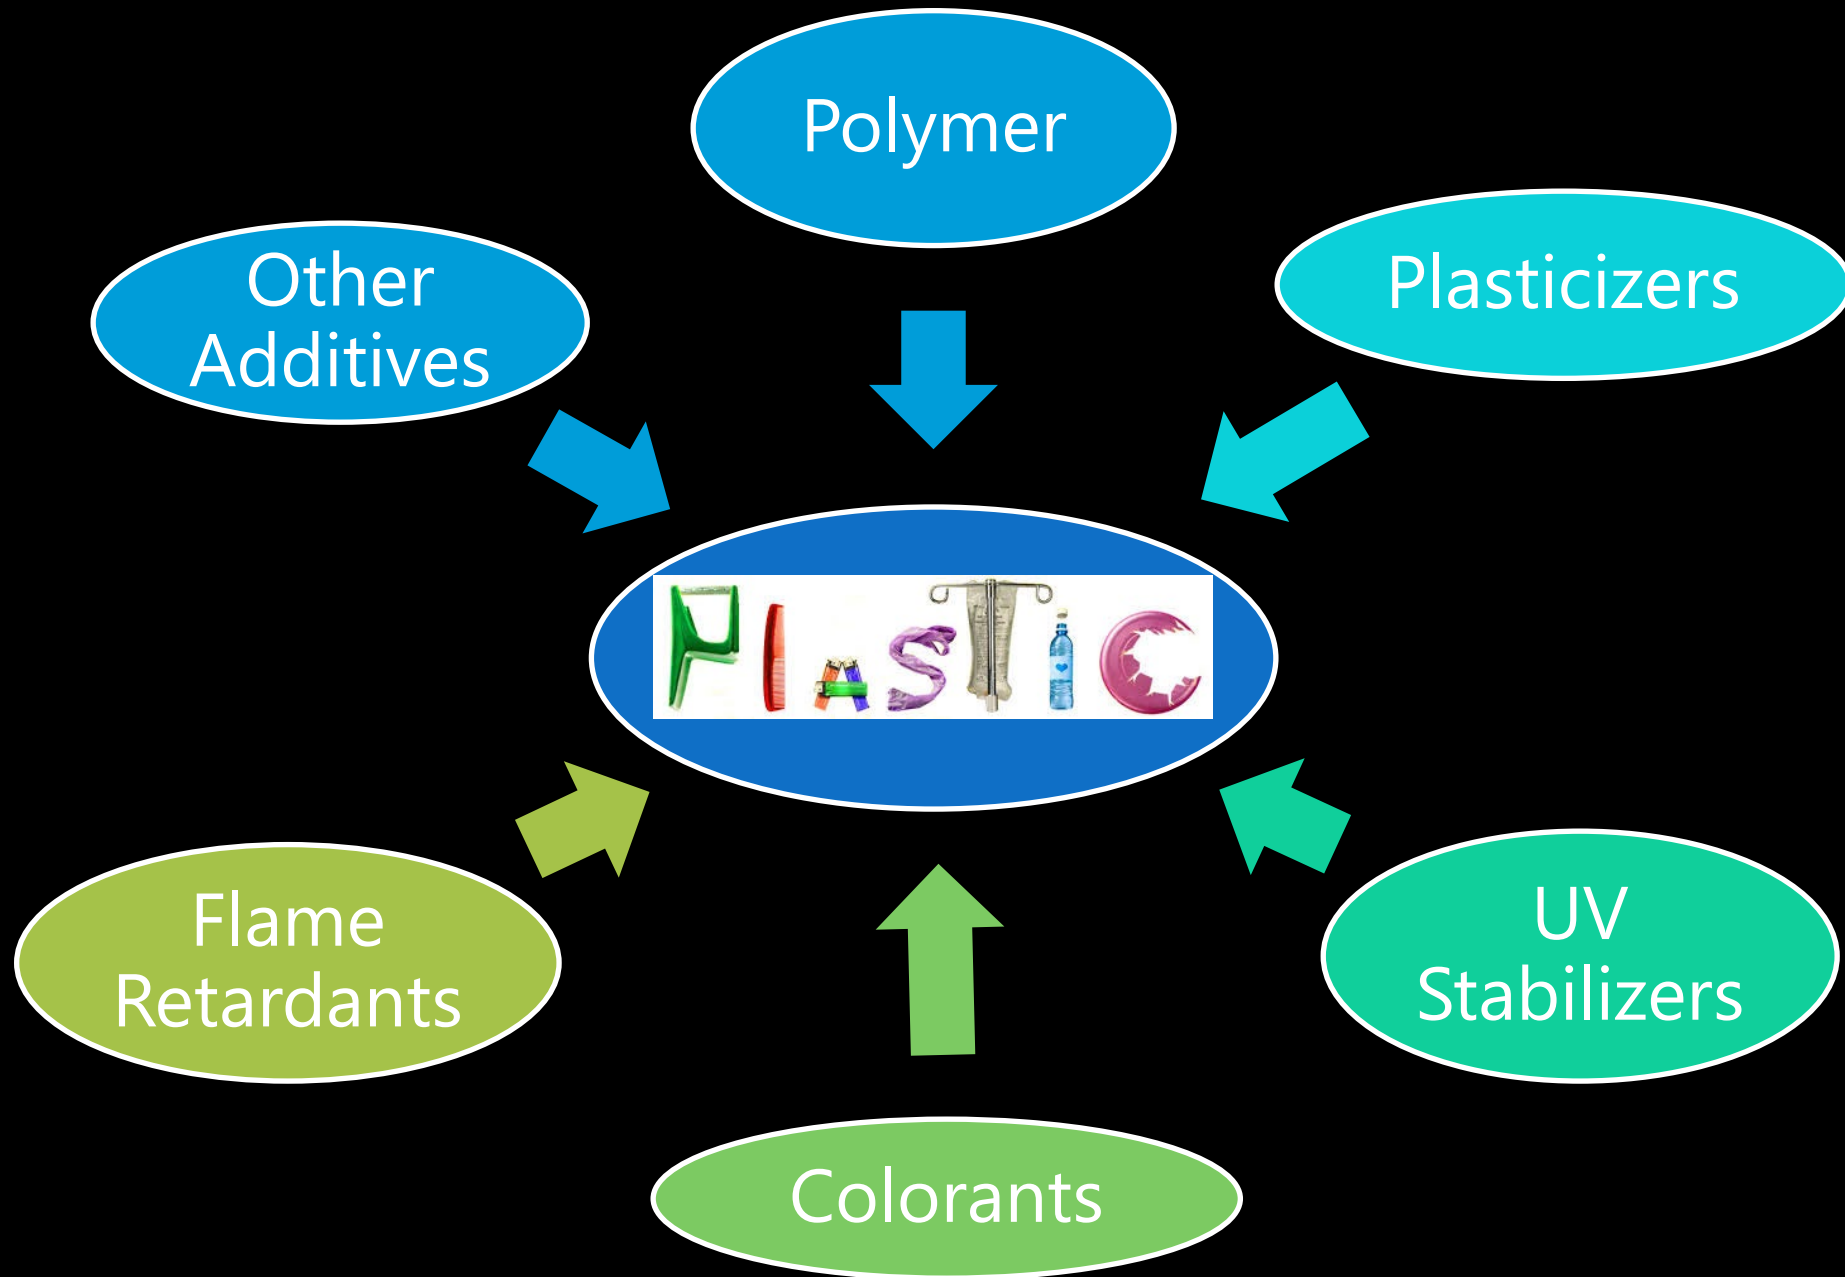 Polymer
Other
Additives
Plasticizers
PlasTic
Flame
Retardants
UV
Stabilizers
Colorants